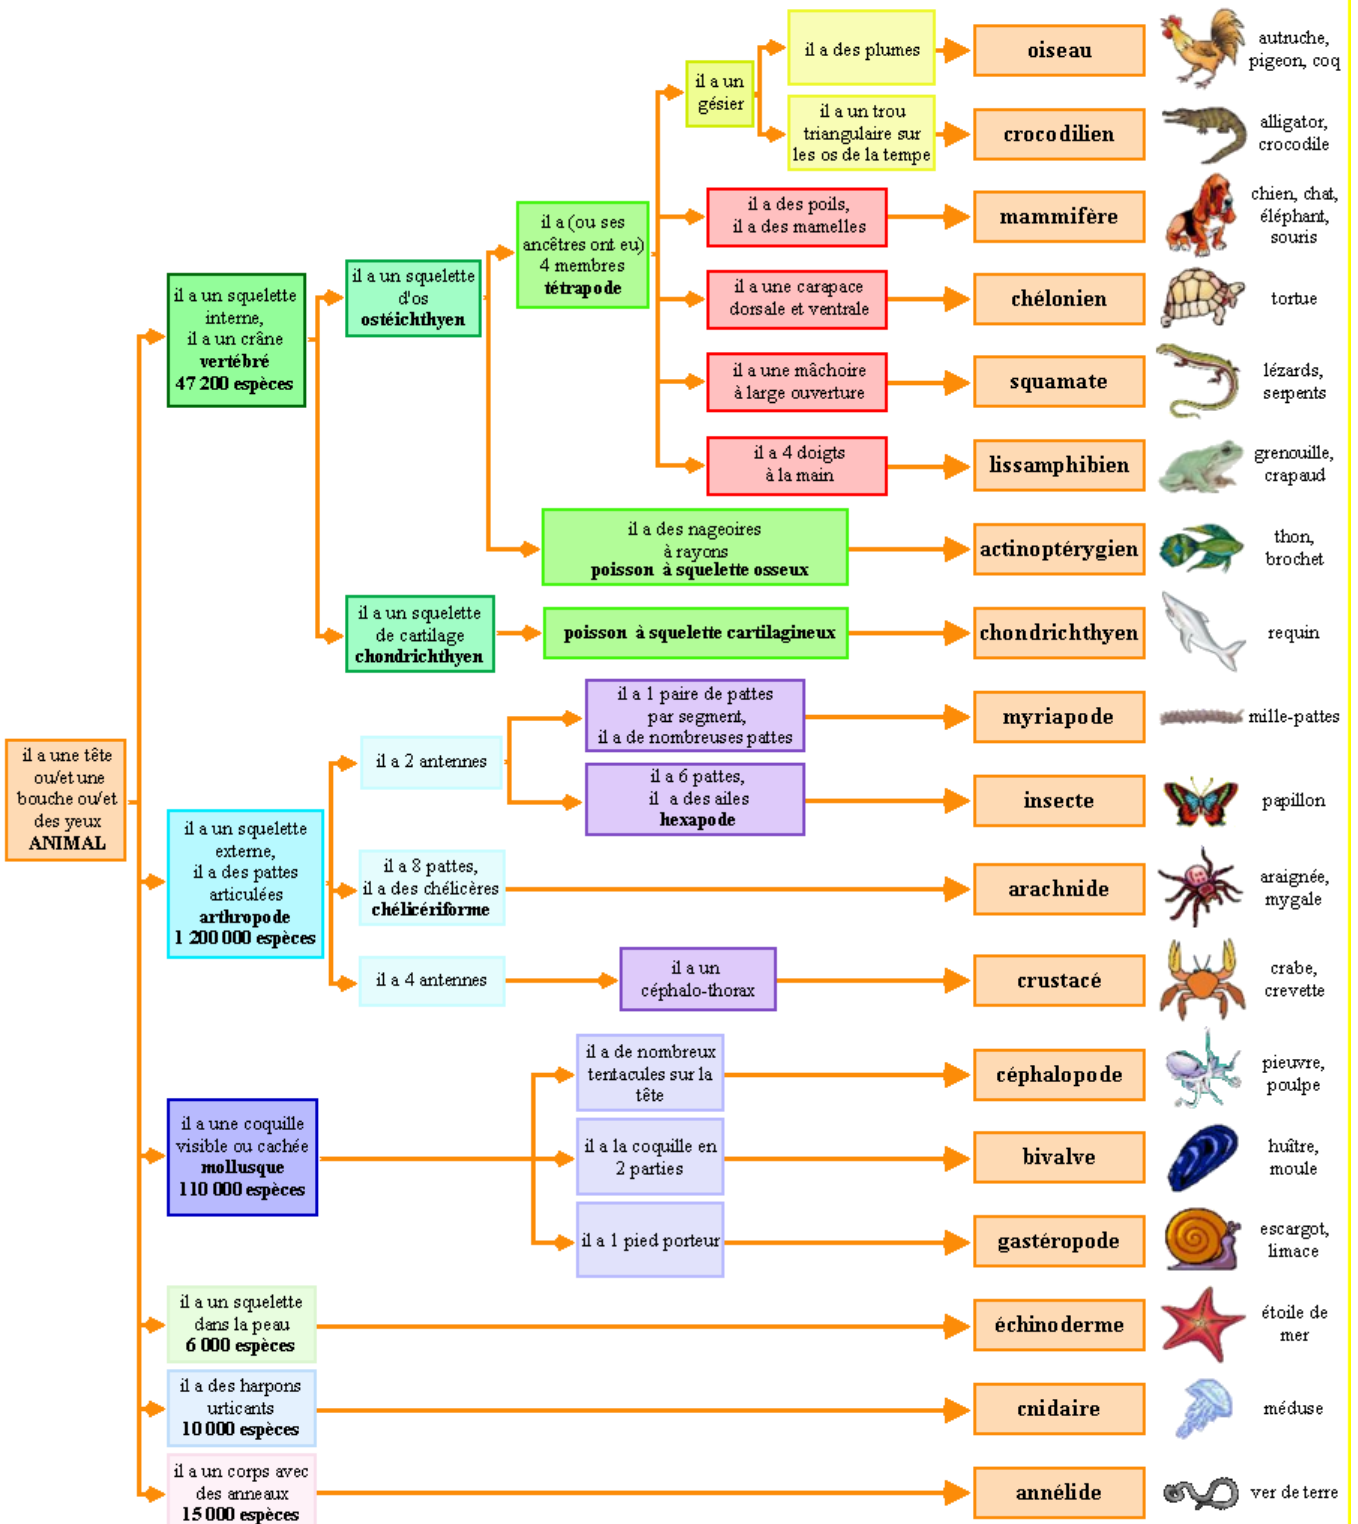 il a une tête
ou/et une
bouche ou/et
des yeux
ANIMAL
il a un squelette
interne,
il a un crâne
vertébré
47 200 espèces
il a un squelette
d'os
ostéichthyen
il a (ou ses
ancêtres ont eu)
4 membres
tétrapode
il a un
gésier
il a des plumes
oiseau
autruche,
pigeon, coq
il a un trou
triangulaire sur
les os de la tempe
crocodilien
alligator,
crocodile
il a des poils,
il a des mamelles
mammifère
chien, chat,
éléphant,
souris
il a une carapace
dorsale et ventrale
chélonien
tortue
il a une mâchoire
à large ouverture
squamate
lézards,
serpents
il a 4 doigts
à la main
lissamphibien
grenouille,
crapaud
il a des nageoires
à rayons
poisson à squelette osseux
actinoptérygien
thon,
brochet
il a un squelette
de cartilage
chondrichthyen
poisson à squelette cartilagineux
chondrichthyen
requin
il a un squelette
externe,
il a des pattes
articulées
arthropode
1 200 000 espèces
il a 2 antennes
il a 1 paire de pattes
par segment,
il a de nombreuses pattes
myriapode
mille-pattes
il a 6 pattes,
il a des ailes
hexapode
insecte
papillon
il a 8 pattes,
il a des chélicères
chélicériforme
arachnide
araignée,
mygale
il a 4 antennes
il a un
céphalo-thorax
crustacé
crabe,
crevette
il a une coquille
visible ou cachée
mollusque
110 000 espèces
il a de nombreux
tentacules sur la
tête
céphalopode
pieuvre,
poulpe
il a la coquille en
2 parties
bivalve
huître,
moule
il a 1 pied porteur
gastéropode
escargot,
limace
il a un squelette
dans la peau
6 000 espèces
échinoderme
étoile de
mer
il a des harpons
urticants
10 000 espèces
cnidaire
méduse
il a un corps avec
des anneaux
15 000 espèces
annélide
ver de terre